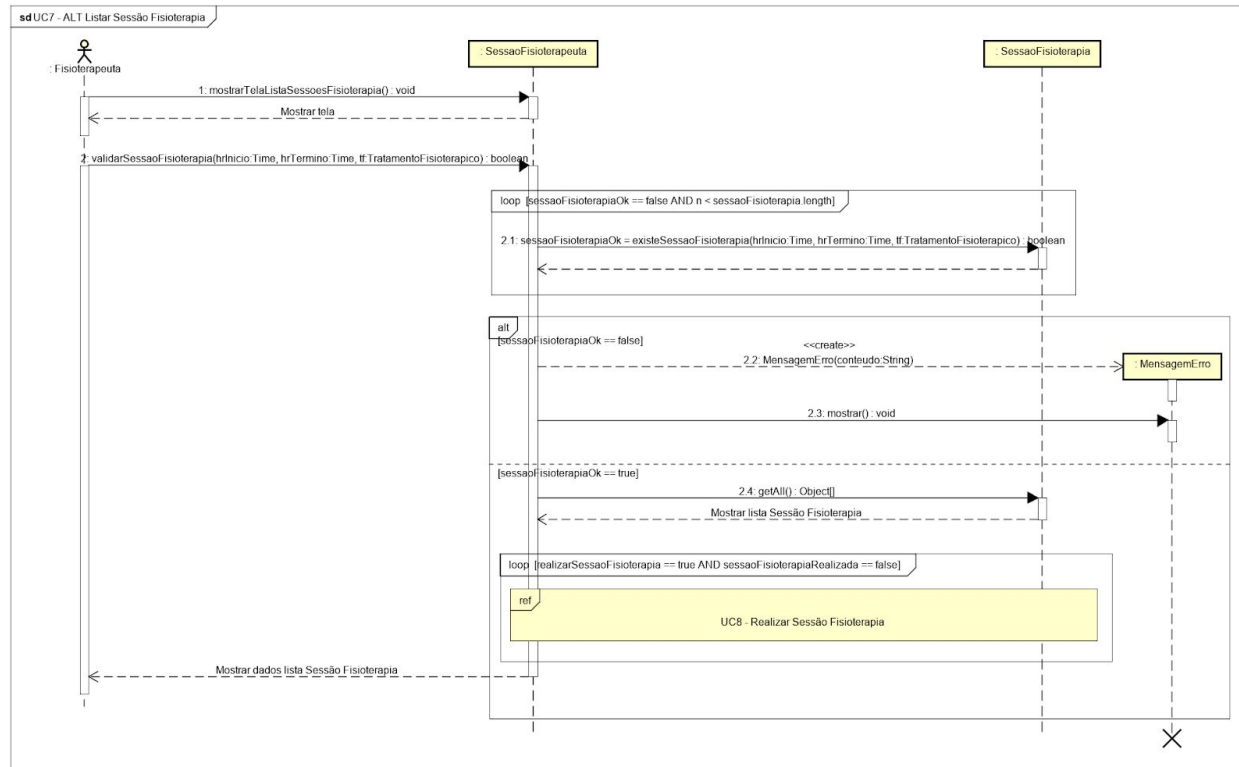 sd UC7 - ALT Listar Sessão Fisioterapia
: Fisioterapeuta
: SessaoFisioterapeuta
: SessaoFisioterapia
1: mostrarTelaListaSessoesFisioterapia() : void
Mostrar tela
2: validarSessaoFisioterapia(hrInicio:Time, hrTermino:Time, tf:TratamentoFisioterapico) : boolean
loop [sessaoFisioterapiaOk == false AND n < sessaoFisioterapia.length]
2.1: sessaoFisioterapiaOk = existeSessaoFisioterapia(hrInicio:Time, hrTermino:Time, tf:TratamentoFisioterapico) : boolean
alt
[sessaoFisioterapiaOk == false]
<<create>>
2.2: MensagemErro(conteudo:String)
: MensagemErro
2.3: mostrar() : void
[sessaoFisioterapiaOk == true]
2.4: getAll() : Object[]
Mostrar lista Sessão Fisioterapia
loop [realizarSessaoFisioterapia == true AND sessaoFisioterapiaRealizada == false]
ref
UC8 - Realizar Sessão Fisioterapia
Mostrar dados lista Sessão Fisioterapia